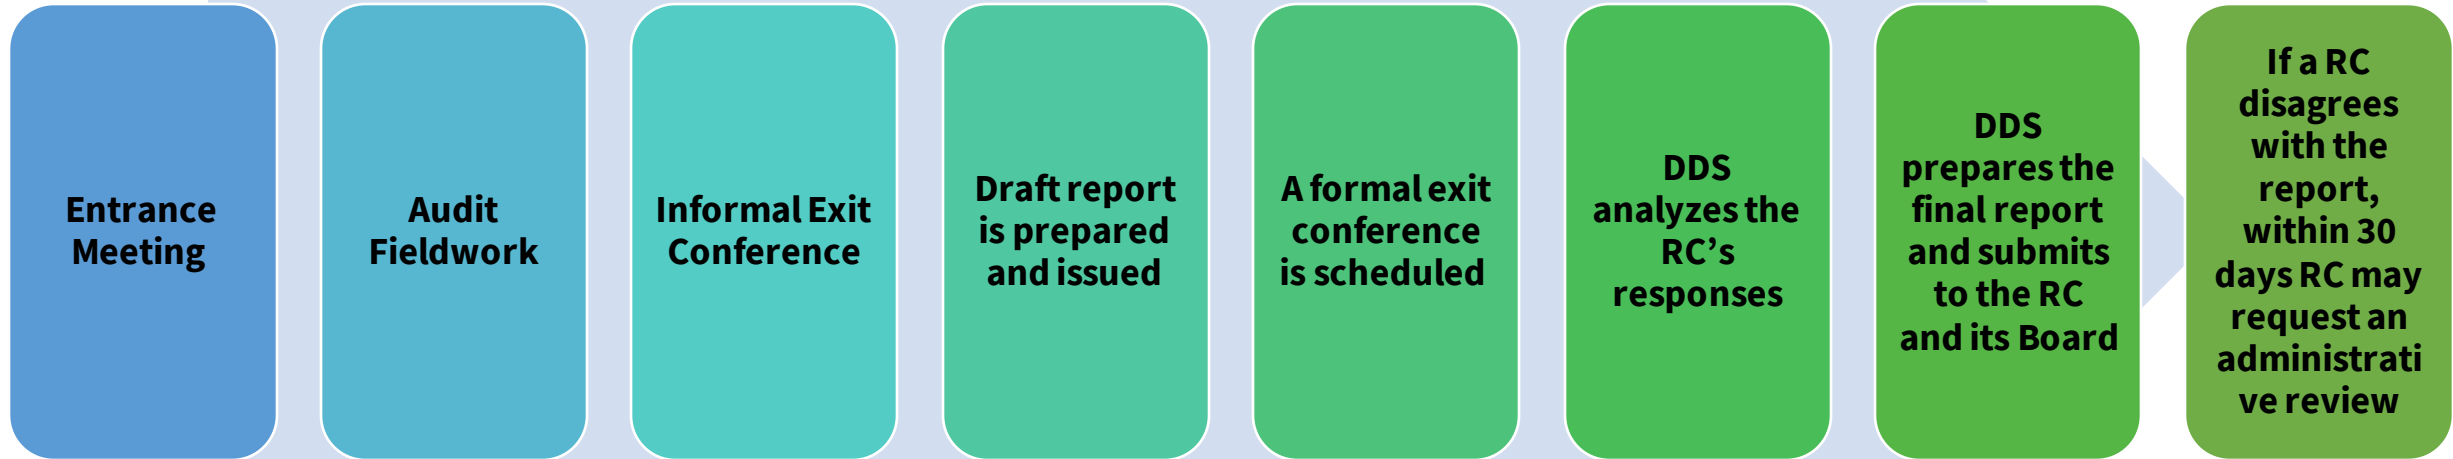 Entrance
Meeting
Audit
Fieldwork
Informal Exit
Conference
Draft report
is prepared
and issued
A formal exit
conference
is scheduled
DDS
analyzes the
RC’s
responses
DDS
prepares the
final report
and submits
to the RC
and its Board
If a RC
disagrees
with the
report,
within 30
days RC may
request an
administrati
ve review